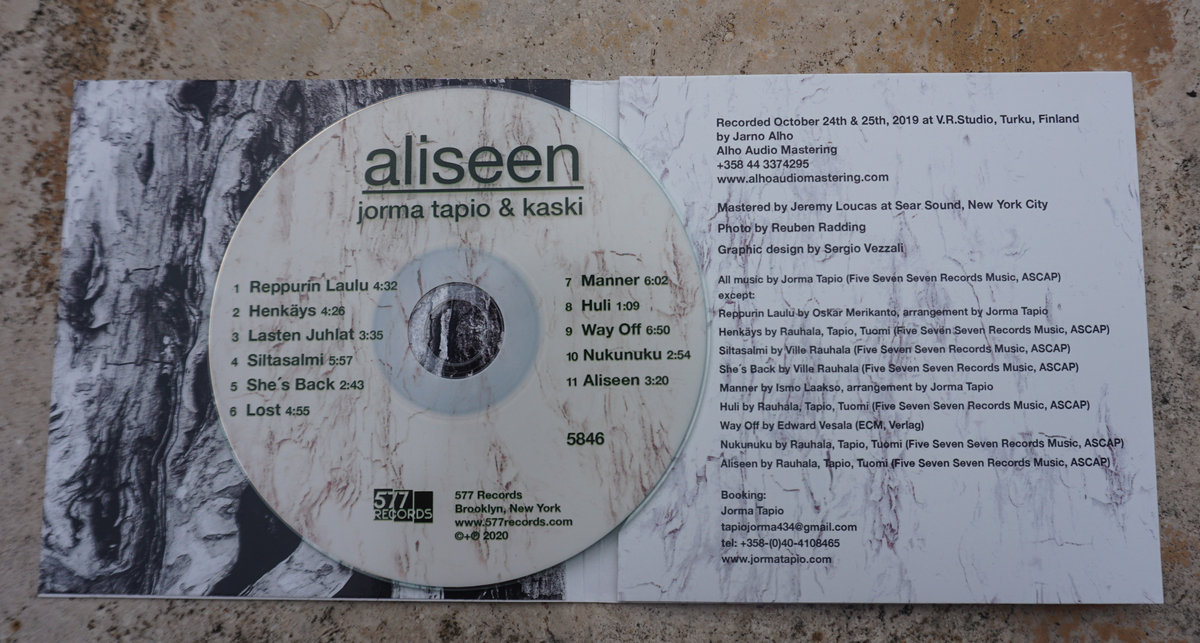 aliseen
jorma tapio & kaski
1 Reppurin Laulu 4:32
2 Henkäys 4:26
3 Lasten Juhlat 3:35
4 Siltasalmi 5:57
5 She´s Back 2:43
6 Lost 4:55
7 Manner 6:02
8 Huli 1:09
9 Way Off 6:50
10 Nukunuku 2:54
11 Aliseen 3:20
5846
577
RECORDS
577 Records
Brooklyn, New York
www.577records.com
©+℗ 2020
Recorded October 24th & 25th, 2019 at V.R.Studio, Turku, Finland
by Jarno Alho
Alho Audio Mastering
+358 44 3374295
www.alhoaudiomastering.com
Mastered by Jeremy Loucas at Sear Sound, New York City
Photo by Reuben Radding
Graphic design by Sergio Vezzali
All music by Jorma Tapio (Five Seven Seven Records Music, ASCAP)
except:
Reppurin Laulu by Oskar Merikanto, arrangement by Jorma Tapio
Henkäys by Rauhala, Tapio, Tuomi (Five Seven Seven Records Music, ASCAP)
Siltasalmi by Ville Rauhala (Five Seven Seven Records Music, ASCAP)
She´s Back by Ville Rauhala (Five Seven Seven Records Music, ASCAP)
Manner by Ismo Laakso, arrangement by Jorma Tapio
Huli by Rauhala, Tapio, Tuomi (Five Seven Seven Records Music, ASCAP)
Way Off by Edward Vesala (ECM, Verlag)
Nukunuku by Rauhala, Tapio, Tuomi (Five Seven Seven Records Music, ASCAP)
Aliseen by Rauhala, Tapio, Tuomi (Five Seven Seven Records Music, ASCAP)
Booking:
Jorma Tapio
tapiojorma434@gmail.com
tel: +358-(0)40-4108465
www.jormatapio.com